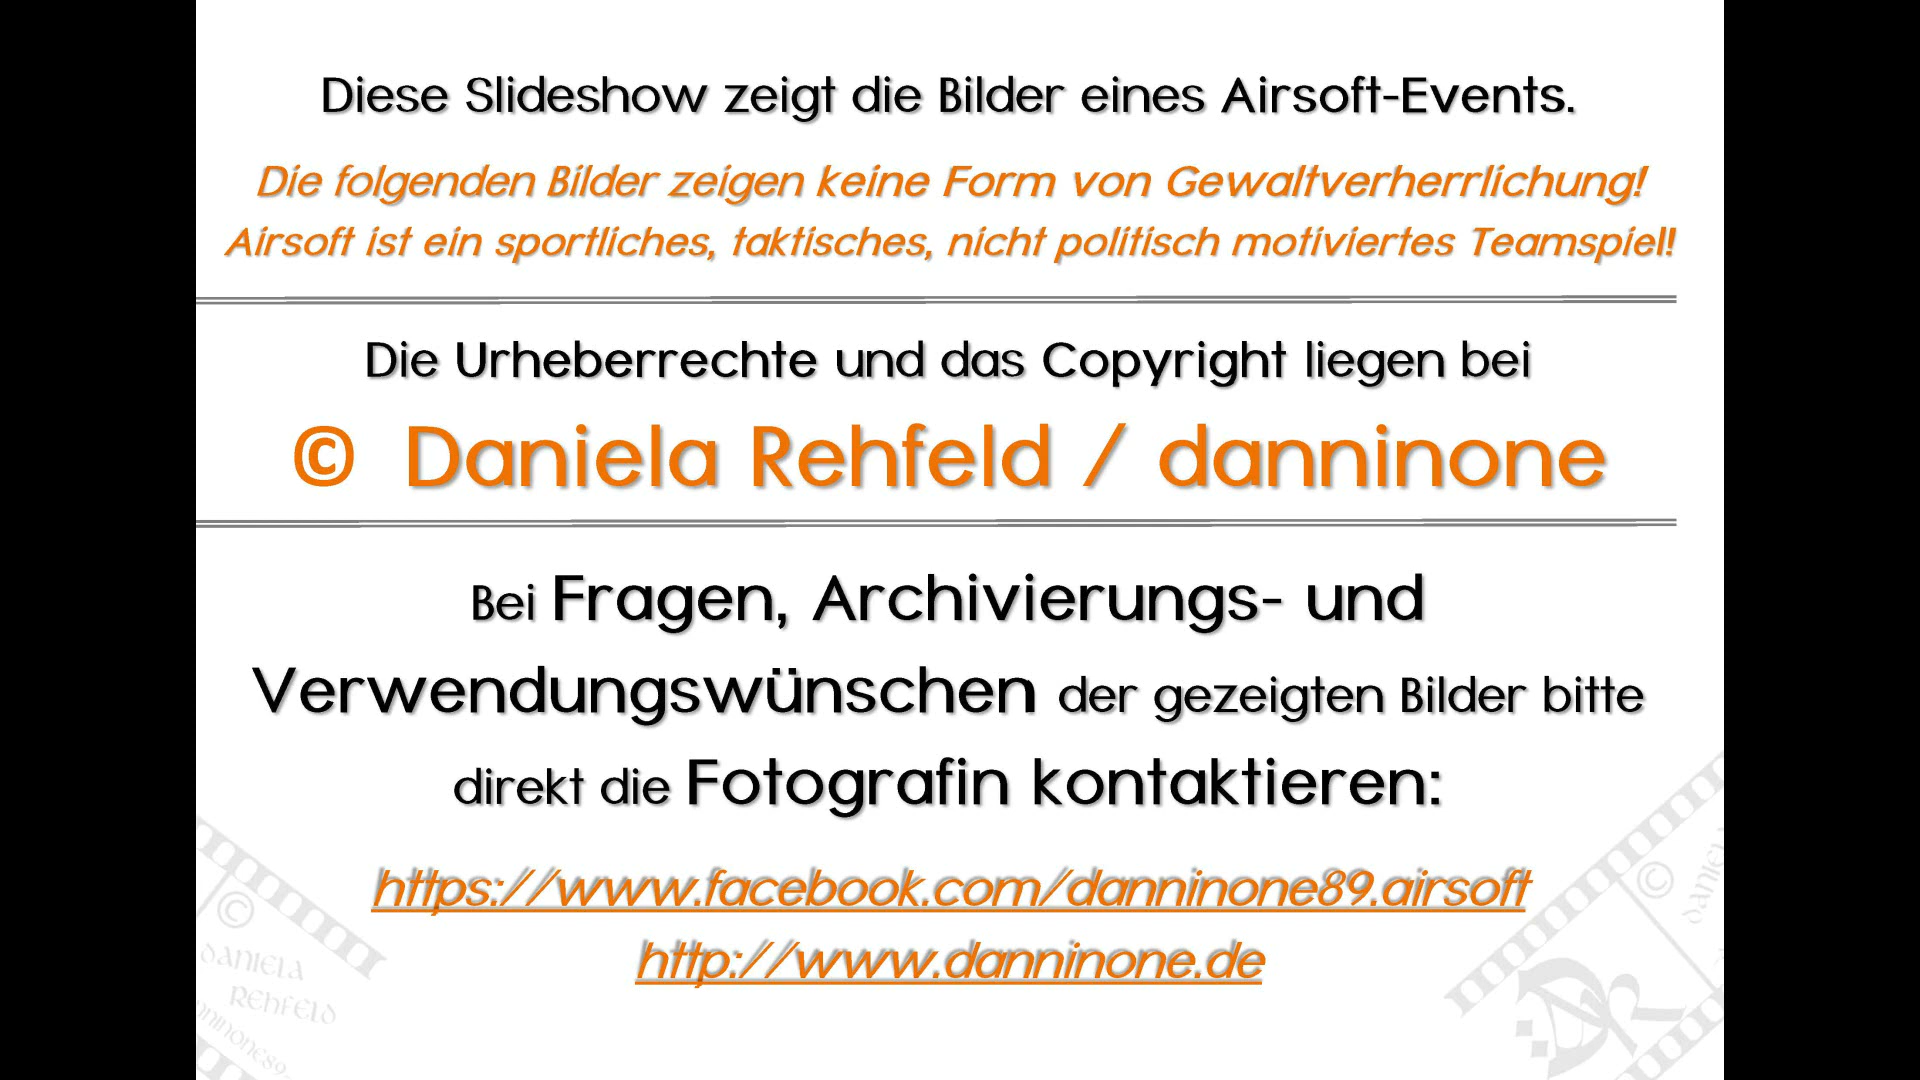 Diese Slideshow zeigt die Bilder eines Airsoft-Events.
Die folgenden Bilder zeigen keine Form von Gewaltverherrlichung!
Airsoft ist ein sportliches, taktisches, nicht politisch motiviertes Teamspiel!
Die Urheberrechte und das Copyright liegen bei
© Daniela Rehfeld / danninone
Bei Fragen, Archivierungs- und
Verwendungswünschen der gezeigten Bilder bitte
direkt die Fotografin kontaktieren:
https://www.facebook.com/danninone89.airsoft
http://www.danninone.de
©
Daniela
Rehfeld
©
DR